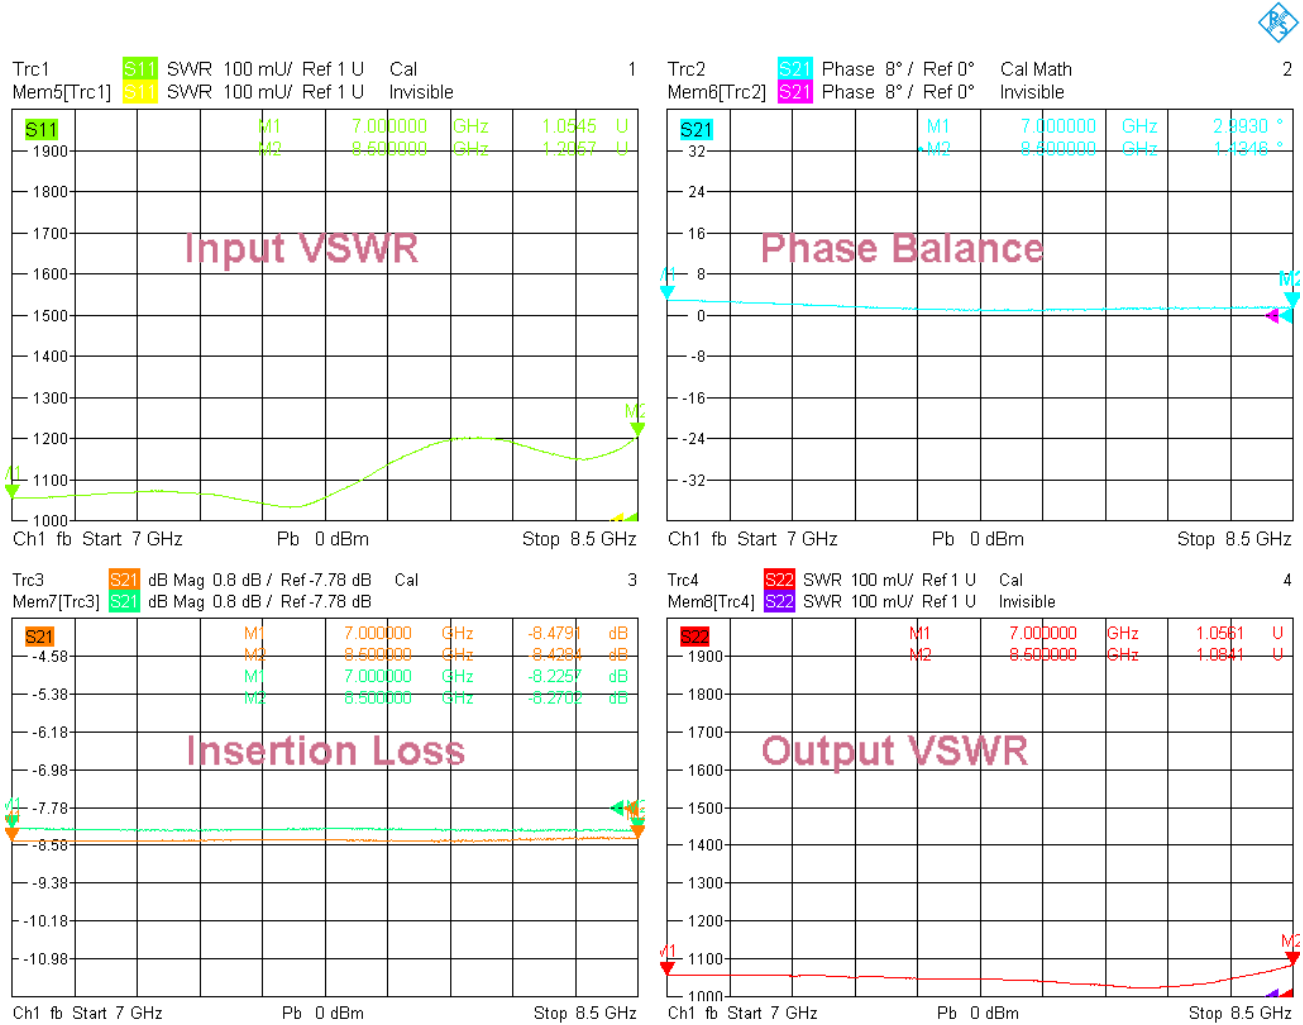 R&S
Trc1 S11 SWR 100 mU/ Ref 1 U Cal 1
Mem5[Trc1] S11 SWR 100 mU/ Ref 1 U Invisible
S11
M1 7.000000 GHz 1.0545 U
M2 8.500000 GHz 1.2057 U
1900
1800
1700
Input VSWR
1600
1500
1400
1300
M2
1200
1100
1000
Ch1 fb Start 7 GHz Pb 0 dBm Stop 8.5 GHz
Trc2 S21 Phase 8° / Ref 0° Cal Math 2
Mem6[Trc2] S21 Phase 8° / Ref 0° Invisible
S21
M1 7.000000 GHz 2.9930 °
•M2 8.500000 GHz 1.4346 °
32
24
16
Phase Balance
8
M2
0
-8
-16
-24
-32
Ch1 fb Start 7 GHz Pb 0 dBm Stop 8.5 GHz
Trc3 S21 dB Mag 0.8 dB / Ref -7.78 dB Cal 3
Mem7[Trc3] S21 dB Mag 0.8 dB / Ref -7.78 dB
S21
M1 7.000000 GHz -8.4791 dB
M2 8.500000 GHz -8.4284 dB
M1 7.000000 GHz -8.2257 dB
M2 8.500000 GHz -8.2702 dB
-4.58
-5.38
-6.18
Insertion Loss
-6.98
-7.78
-8.58
-9.38
-10.18
-10.98
Ch1 fb Start 7 GHz Pb 0 dBm Stop 8.5 GHz
Trc4 S22 SWR 100 mU/ Ref 1 U Cal 4
Mem8[Trc4] S22 SWR 100 mU/ Ref 1 U Invisible
S22
M1 7.000000 GHz 1.0561 U
M2 8.500000 GHz 1.0841 U
1900
1800
1700
Output VSWR
1600
1500
1400
1300
1200
M2
1100
1000
Ch1 fb Start 7 GHz Pb 0 dBm Stop 8.5 GHz